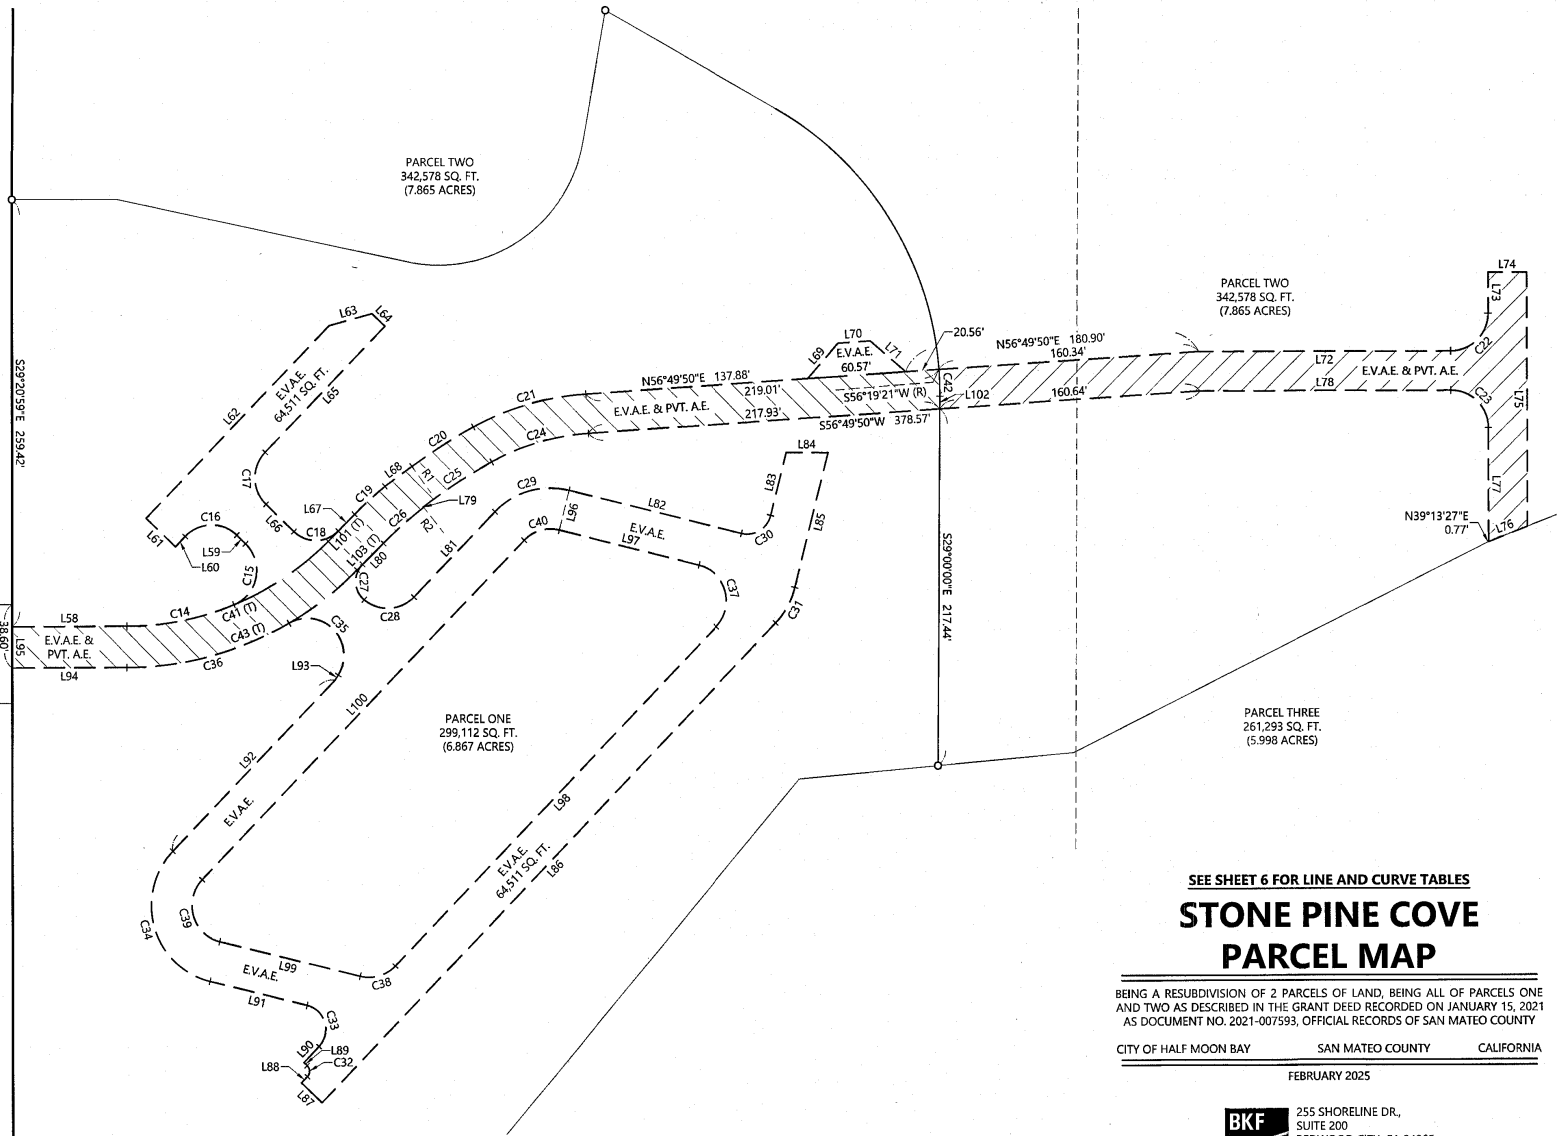 PARCEL TWO
342,578 SQ. FT.
(7.865 ACRES)
PARCEL TWO
342,578 SQ. FT.
(7.865 ACRES)
L74
L73
C22
L72
E.V.A.E. & PVT. A.E.
L78
C23
L75
L77
L76
N39°13'27"E
0.77'
L63
L64
E.V.A.E.
64,511 SQ. FT.
L62
L65
S29°20'59"E 259.42'
L70
L69
E.V.A.E.
L71
60.57'
20.56'
N56°49'50"E 180.90'
160.34'
N56°49'50"E 137.88'
219.01'
E.V.A.E. & PVT. A.E.
217.93'
S56°19'21"W (R)
C42
L102
160.64'
S56°49'50"W 378.57'
C21
C20
C24
L68
R1
C25
C19
L79
C26
R2
L67
C17
L66
C18
L101 (T)
L103 (T)
L80
C16
L61
L59
L60
C15
C27
C28
L81
C29
L96
C40
L82
E.V.A.E.
L97
L84
L83
L85
C30
C37
C31
S29°00'00"E 217.44'
L58
C14
C41 (T)
C43 (T)
C35
38.60'
L95
E.V.A.E. &
PVT. A.E.
L94
C36
L93
L100
L92
E.V.A.E.
PARCEL ONE
299,112 SQ. FT.
(6.867 ACRES)
PARCEL THREE
261,293 SQ. FT.
(5.998 ACRES)
L98
E.V.A.E.
64,511 SQ. FT.
L86
C39
C34
L99
E.V.A.E.
L91
C38
C33
L90
L89
C32
L88
L87
SEE SHEET 6 FOR LINE AND CURVE TABLES
STONE PINE COVE
PARCEL MAP
BEING A RESUBDIVISION OF 2 PARCELS OF LAND, BEING ALL OF PARCELS ONE
AND TWO AS DESCRIBED IN THE GRANT DEED RECORDED ON JANUARY 15, 2021
AS DOCUMENT NO. 2021-007593, OFFICIAL RECORDS OF SAN MATEO COUNTY
CITY OF HALF MOON BAY SAN MATEO COUNTY CALIFORNIA
FEBRUARY 2025
BKF
255 SHORELINE DR.,
SUITE 200